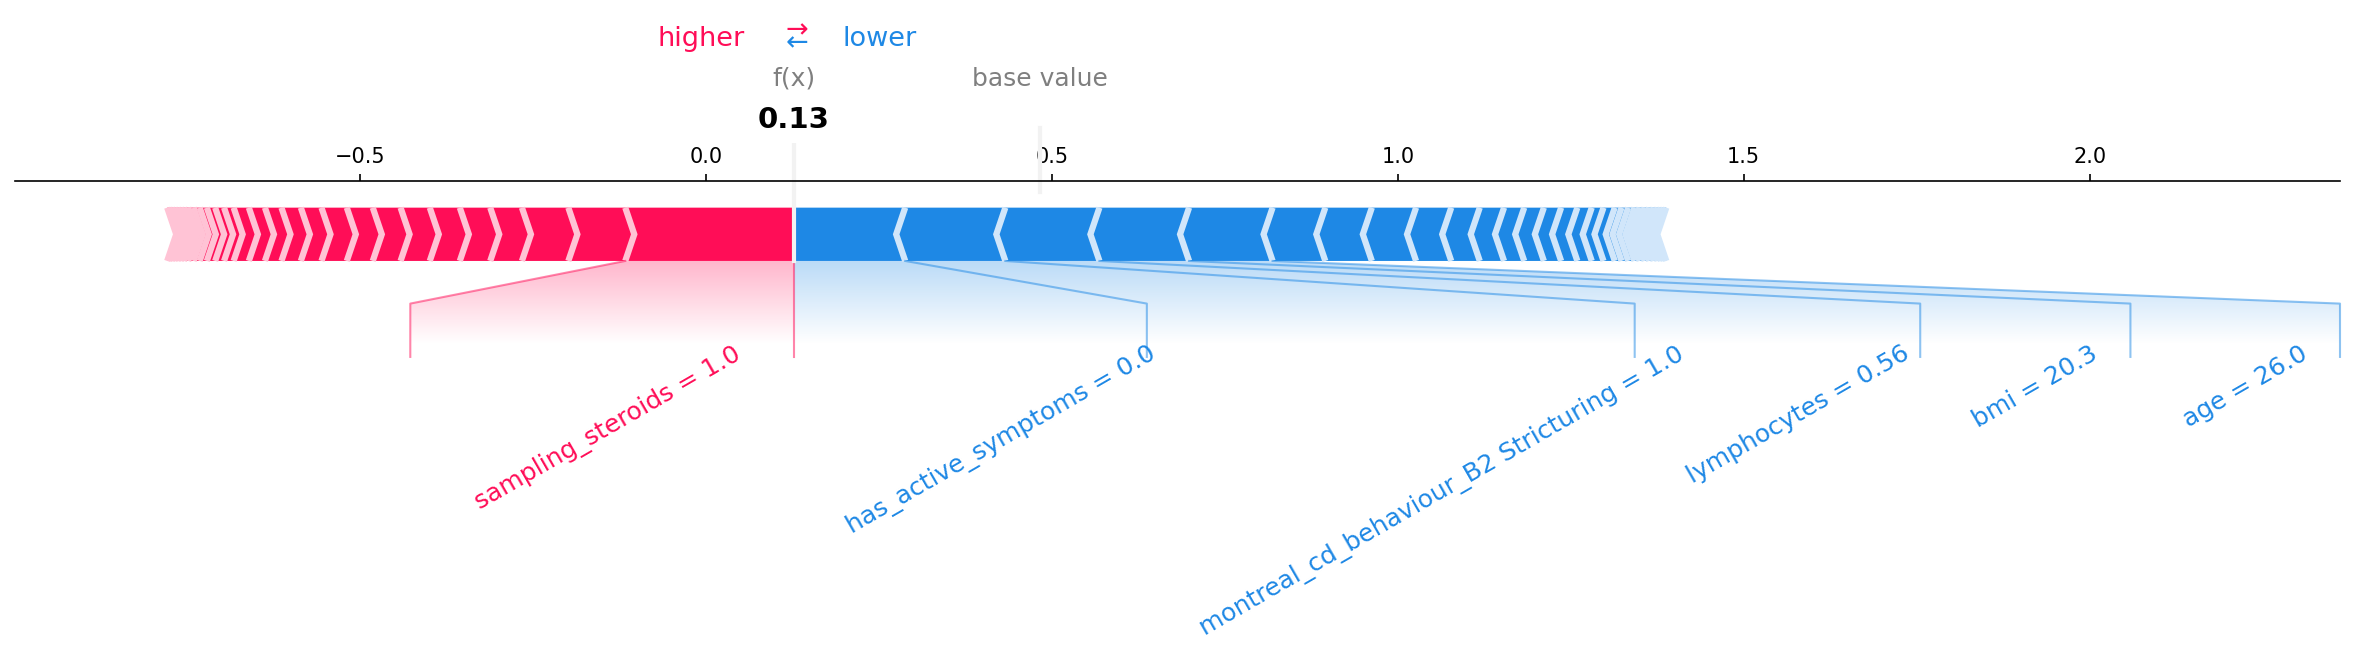 higher ⇄ lower
f(x) base value
0.13
−0.5 0.0 0.5 1.0 1.5 2.0
sampling_steroids = 1.0
has_active_symptoms = 0.0
montreal_cd_behaviour_B2 Stricturing = 1.0
lymphocytes = 0.56
bmi = 20.3
age = 26.0